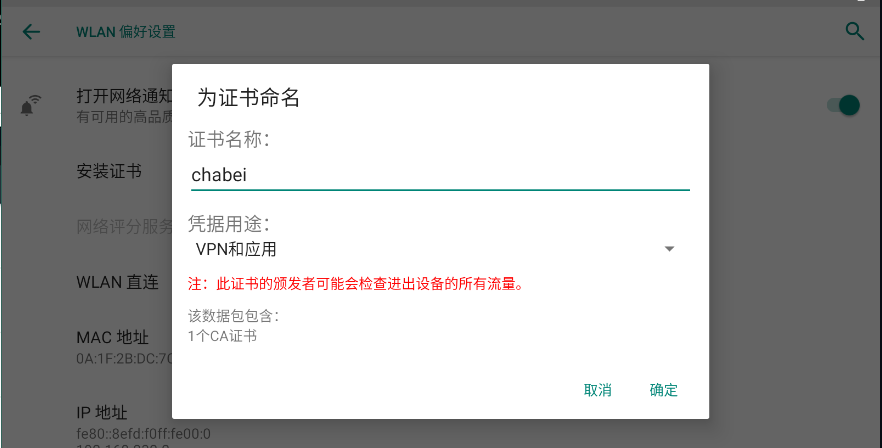 WLAN 偏好设置
打开网络通知
有可用的高品质
安装证书
网络评分服务
WLAN 直连
MAC 地址
0A:1F:2B:DC:7C
IP 地址
fe80::8efd:f0ff:fe00:0
为证书命名
证书名称：
chabei
凭据用途：
VPN和应用
注：此证书的颁发者可能会检查进出设备的所有流量。
该数据包包含：
1个CA证书
取消
确定